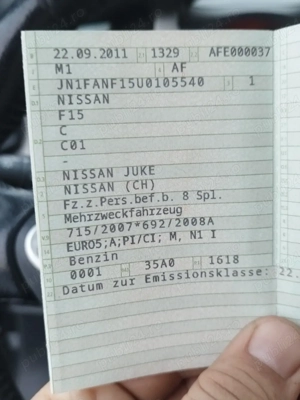 22.09.2011 1329 AFE000037
M1 AF
JN1FANF15U0105540 1
NISSAN
F15
C
C01
-
NISSAN JUKE
NISSAN (CH)
Fz.z.Pers.bef.b. 8 Spl.
Mehrzweckfahrzeug
715/2007*692/2008A
EURO5;A;PI/CI; M, N1 I
Benzin
0001 35A0 1618
Datum zur Emissionsklasse: 22.